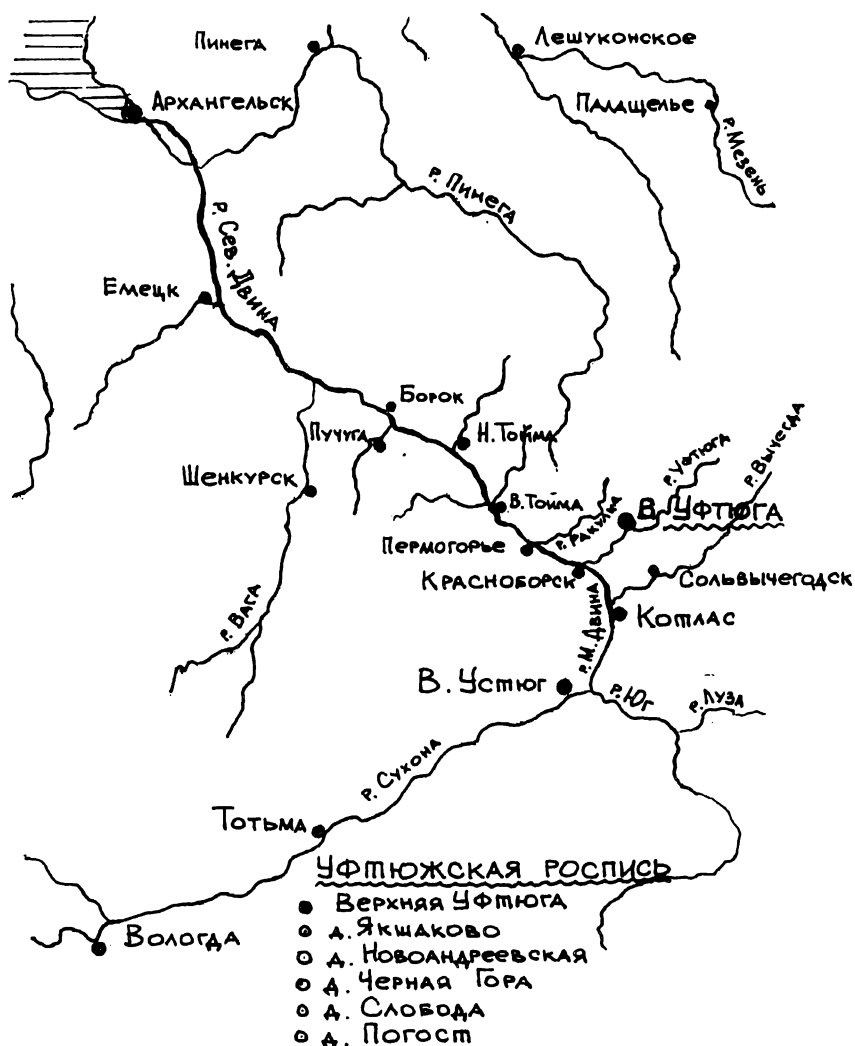 Пинега
Лешуконское
Архангельск
Палащелье
р. Мезень
р. Пинега
р. Сев. Двина
Емецк
Борок
Пучуга
Н. Тойма
Шенкурск
р. Уфтюга
р. Вычегда
В. Тойма
В. Уфтюга
Пермогорье
р. Ракулка
Красноборск
Сольвычегодск
р. Вага
Котлас
р. М. Двина
В. Устюг
р. Юг
р. Луза
р. Сухона
Тотьма
Уфтюжская роспись
Верхняя Уфтюга
д. Якшаково
Вологда
д. Новоандреевская
д. Черная Гора
д. Слобода
д. Погост